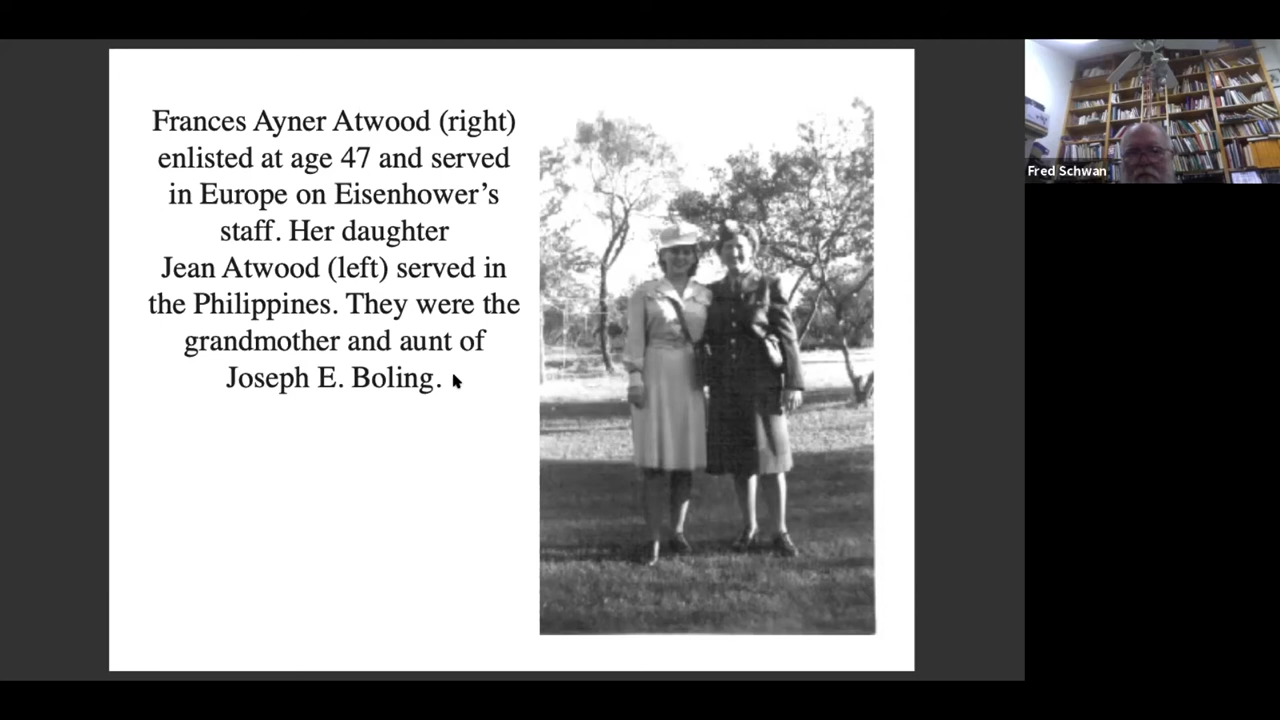 Frances Ayner Atwood (right)
enlisted at age 47 and served
in Europe on Eisenhower’s
staff. Her daughter
Jean Atwood (left) served in
the Philippines. They were the
grandmother and aunt of
Joseph E. Boling.
Fred Schwan